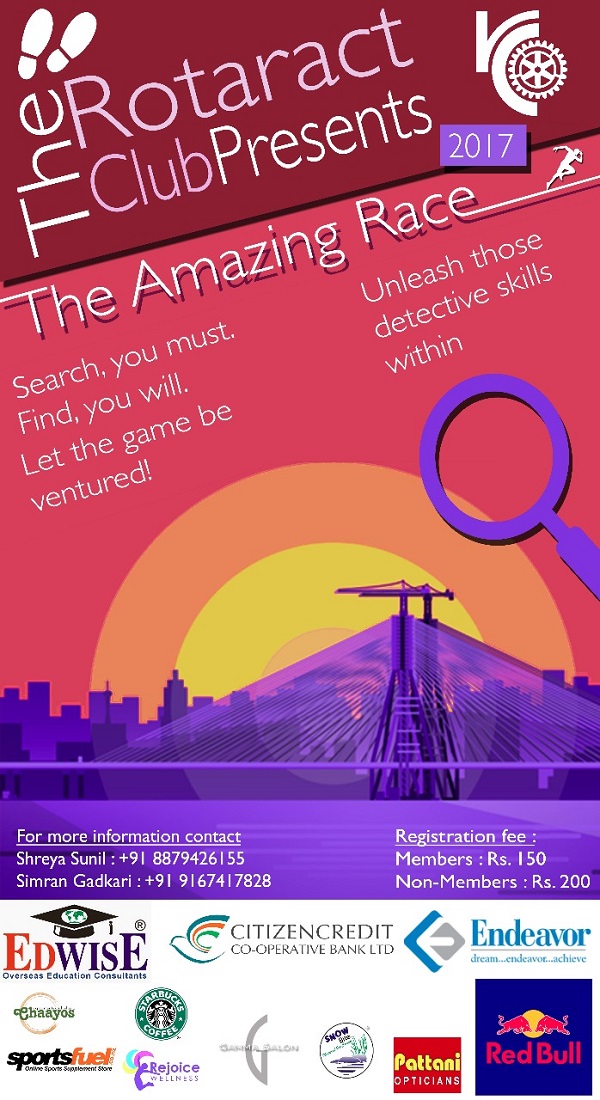 The Rotaract
Club Presents
2017
The Amazing Race
Search, you must.
Find, you will.
Let the game be
ventured!
Unleash those
detective skills
within
For more information contact
Shreya Sunil : +91 8879426155
Simran Gadkari : +91 9167417828
Registration fee :
Members : Rs. 150
Non-Members : Rs. 200
EDWISE®
Overseas Education Consultants
CITIZENCREDIT
CO-OPERATIVE BANK LTD
Endeavor
dream...endeavor...achieve
Chaayos
STARBUCKS
COFFEE
sportsfuel
Online Sports Supplement Store
Rejoice
WELLNESS
GAMMA SALON
SNOW
Pattani
OPTICIANS
Red Bull